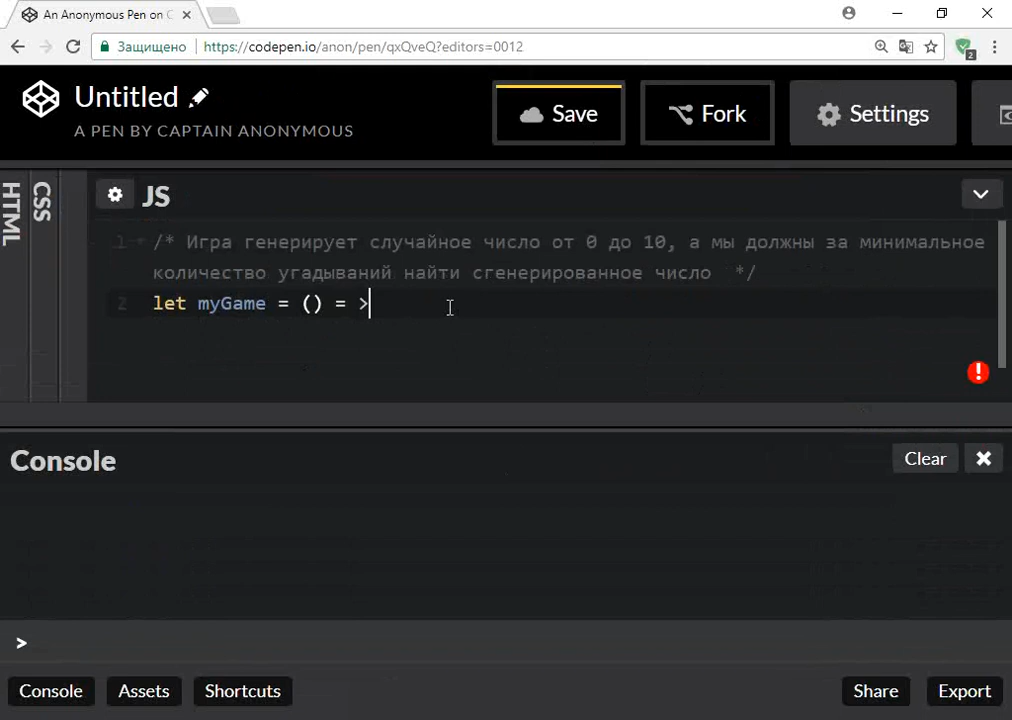 An Anonymous Pen on C
Защищено
https://codepen.io/anon/pen/qxQveQ?editors=0012
2
Untitled
A PEN BY CAPTAIN ANONYMOUS
Save
Fork
Settings
HTML
CSS
JS
1 /* Игра генерирует случайное число от 0 до 10, а мы должны за минимальное
количество угадываний найти сгенерированное число */
2 let myGame = () = >
!
Console
Clear
>
Console
Assets
Shortcuts
Share
Export